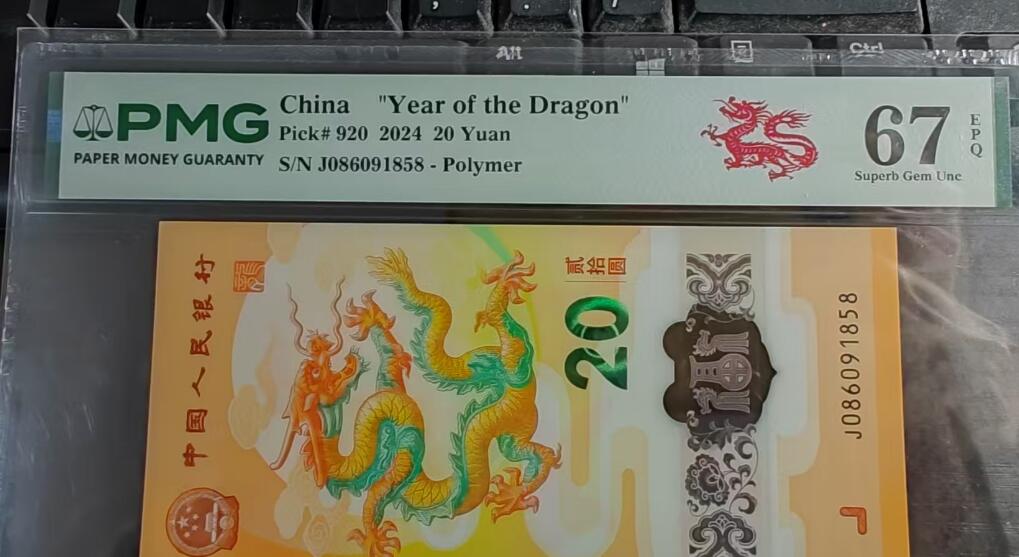 Alt
Ctrl
PMG
PAPER MONEY GUARANTY
China "Year of the Dragon"
Pick# 920 2024 20 Yuan
S/N J086091858 - Polymer
67
EPQ
Superb Gem Unc
中国人民银行
贰拾圆
20
J086091858